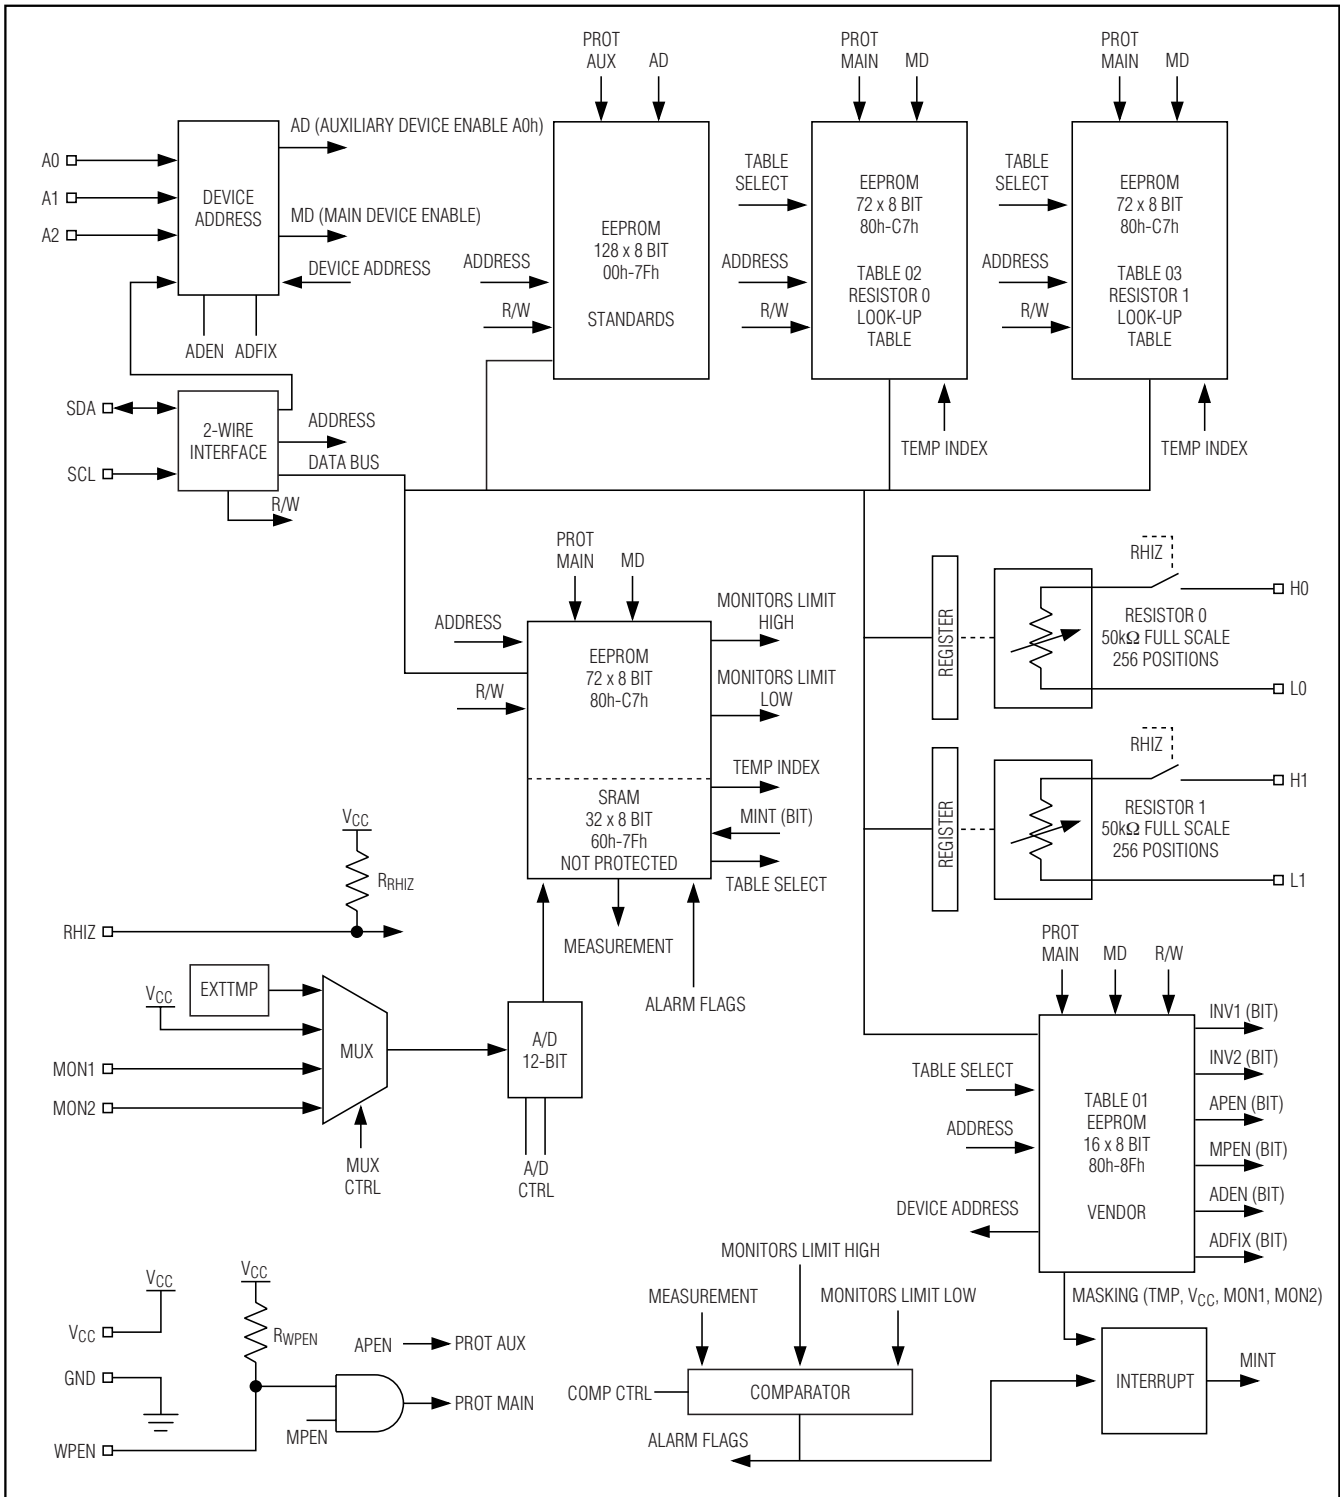 PROT
AUX
AD
PROT
MAIN
MD
PROT
MAIN
MD
A0
A1
A2
DEVICE
ADDRESS
AD (AUXILIARY DEVICE ENABLE A0h)
MD (MAIN DEVICE ENABLE)
DEVICE ADDRESS
ADEN
ADFIX
ADDRESS
R/W
EEPROM
128 x 8 BIT
00h-7Fh
STANDARDS
TABLE
SELECT
ADDRESS
R/W
EEPROM
72 x 8 BIT
80h-C7h
TABLE 02
RESISTOR 0
LOOK-UP
TABLE
TEMP INDEX
TABLE
SELECT
ADDRESS
R/W
EEPROM
72 x 8 BIT
80h-C7h
TABLE 03
RESISTOR 1
LOOK-UP
TABLE
TEMP INDEX
SDA
SCL
2-WIRE
INTERFACE
ADDRESS
DATA BUS
R/W
PROT
MAIN
MD
ADDRESS
R/W
EEPROM
72 x 8 BIT
80h-C7h
SRAM
32 x 8 BIT
60h-7Fh
NOT PROTECTED
MONITORS LIMIT
HIGH
MONITORS LIMIT
LOW
TEMP INDEX
MINT (BIT)
TABLE SELECT
MEASUREMENT
ALARM FLAGS
REGISTER
RHIZ
RESISTOR 0
50kΩ FULL SCALE
256 POSITIONS
H0
L0
REGISTER
RHIZ
RESISTOR 1
50kΩ FULL SCALE
256 POSITIONS
H1
L1
VCC
RRHIZ
RHIZ
EXTTMP
VCC
MON1
MON2
MUX
MUX
CTRL
A/D
12-BIT
A/D
CTRL
PROT
MAIN
MD
R/W
TABLE SELECT
ADDRESS
DEVICE ADDRESS
TABLE 01
EEPROM
16 x 8 BIT
80h-8Fh
VENDOR
INV1 (BIT)
INV2 (BIT)
APEN (BIT)
MPEN (BIT)
ADEN (BIT)
ADFIX (BIT)
MASKING (TMP, VCC, MON1, MON2)
VCC
VCC
GND
WPEN
VCC
RWPEN
APEN
PROT AUX
MPEN
PROT MAIN
MEASUREMENT
MONITORS LIMIT HIGH
MONITORS LIMIT LOW
COMP CTRL
COMPARATOR
ALARM FLAGS
INTERRUPT
MINT